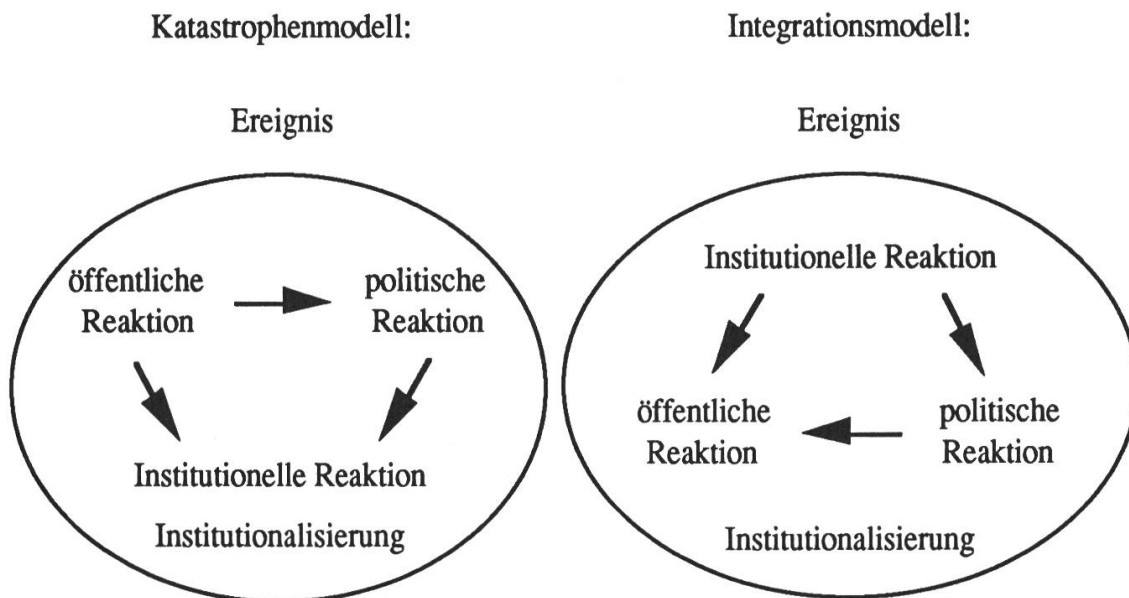 Katastrophenmodell:
Ereignis
öffentliche
Reaktion
politische
Reaktion
Institutionelle Reaktion
Institutionalisierung
Integrationsmodell:
Ereignis
Institutionelle Reaktion
öffentliche
Reaktion
politische
Reaktion
Institutionalisierung